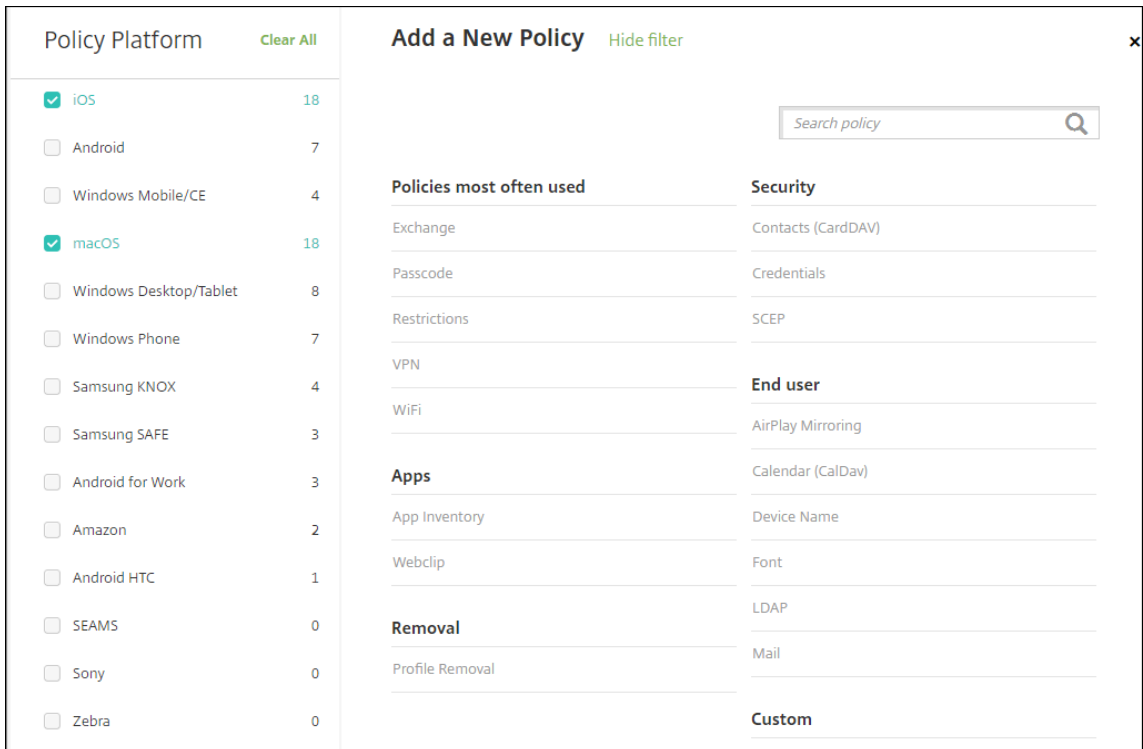 Policy Platform Clear All
iOS 18
Android 7
Windows Mobile/CE 4
macOS 18
Windows Desktop/Tablet 8
Windows Phone 7
Samsung KNOX 4
Samsung SAFE 3
Android for Work 3
Amazon 2
Android HTC 1
SEAMS 0
Sony 0
Zebra 0
Add a New Policy Hide filter
Search policy
Policies most often used
Exchange
Passcode
Restrictions
VPN
WiFi
Apps
App Inventory
Webclip
Removal
Profile Removal
Security
Contacts (CardDAV)
Credentials
SCEP
End user
AirPlay Mirroring
Calendar (CalDav)
Device Name
Font
LDAP
Mail
Custom